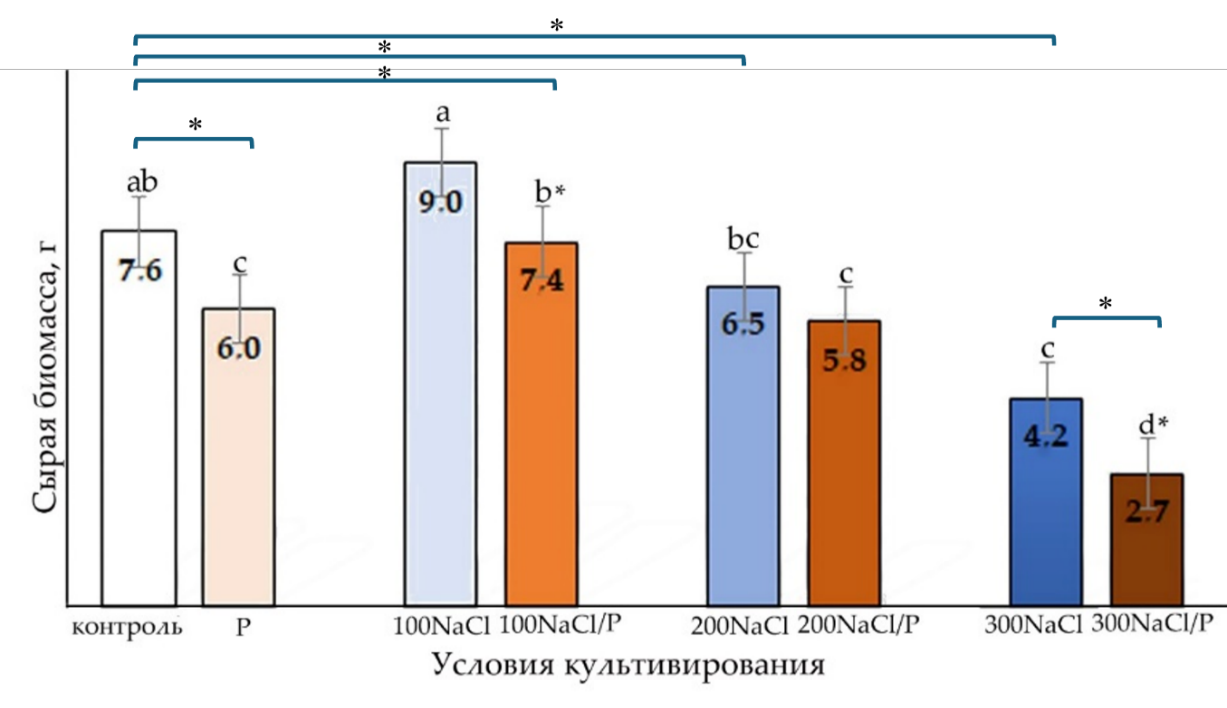 *
*
*
*
a
ab
b*
9.0
bc
c
c
7.6
7.4
*
6.5
c
6.0
5.8
d*
4.2
2.7
Сырая биомасса, г
контроль P 100NaCl 100NaCl/P 200NaCl 200NaCl/P 300NaCl 300NaCl/P
Условия культивирования